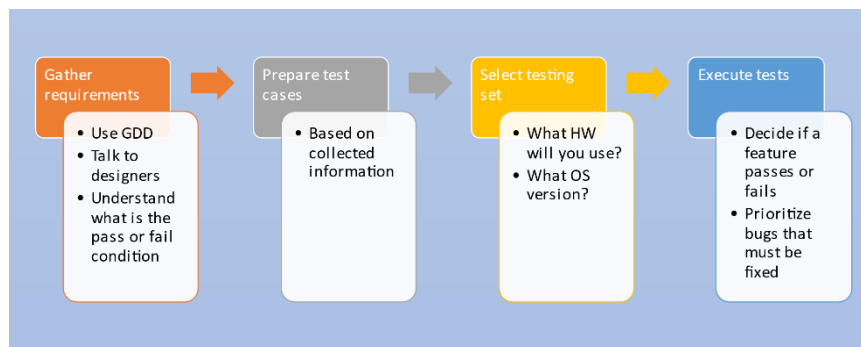 Gather
requirements
• Use GDD
• Talk to
designers
• Understand
what is the
pass or fail
condition
Prepare test
cases
• Based on
collected
information
Select testing
set
• What HW
will you use?
• What OS
version?
Execute tests
• Decide if a
feature
passes or
fails
• Prioritize
bugs that
must be
fixed